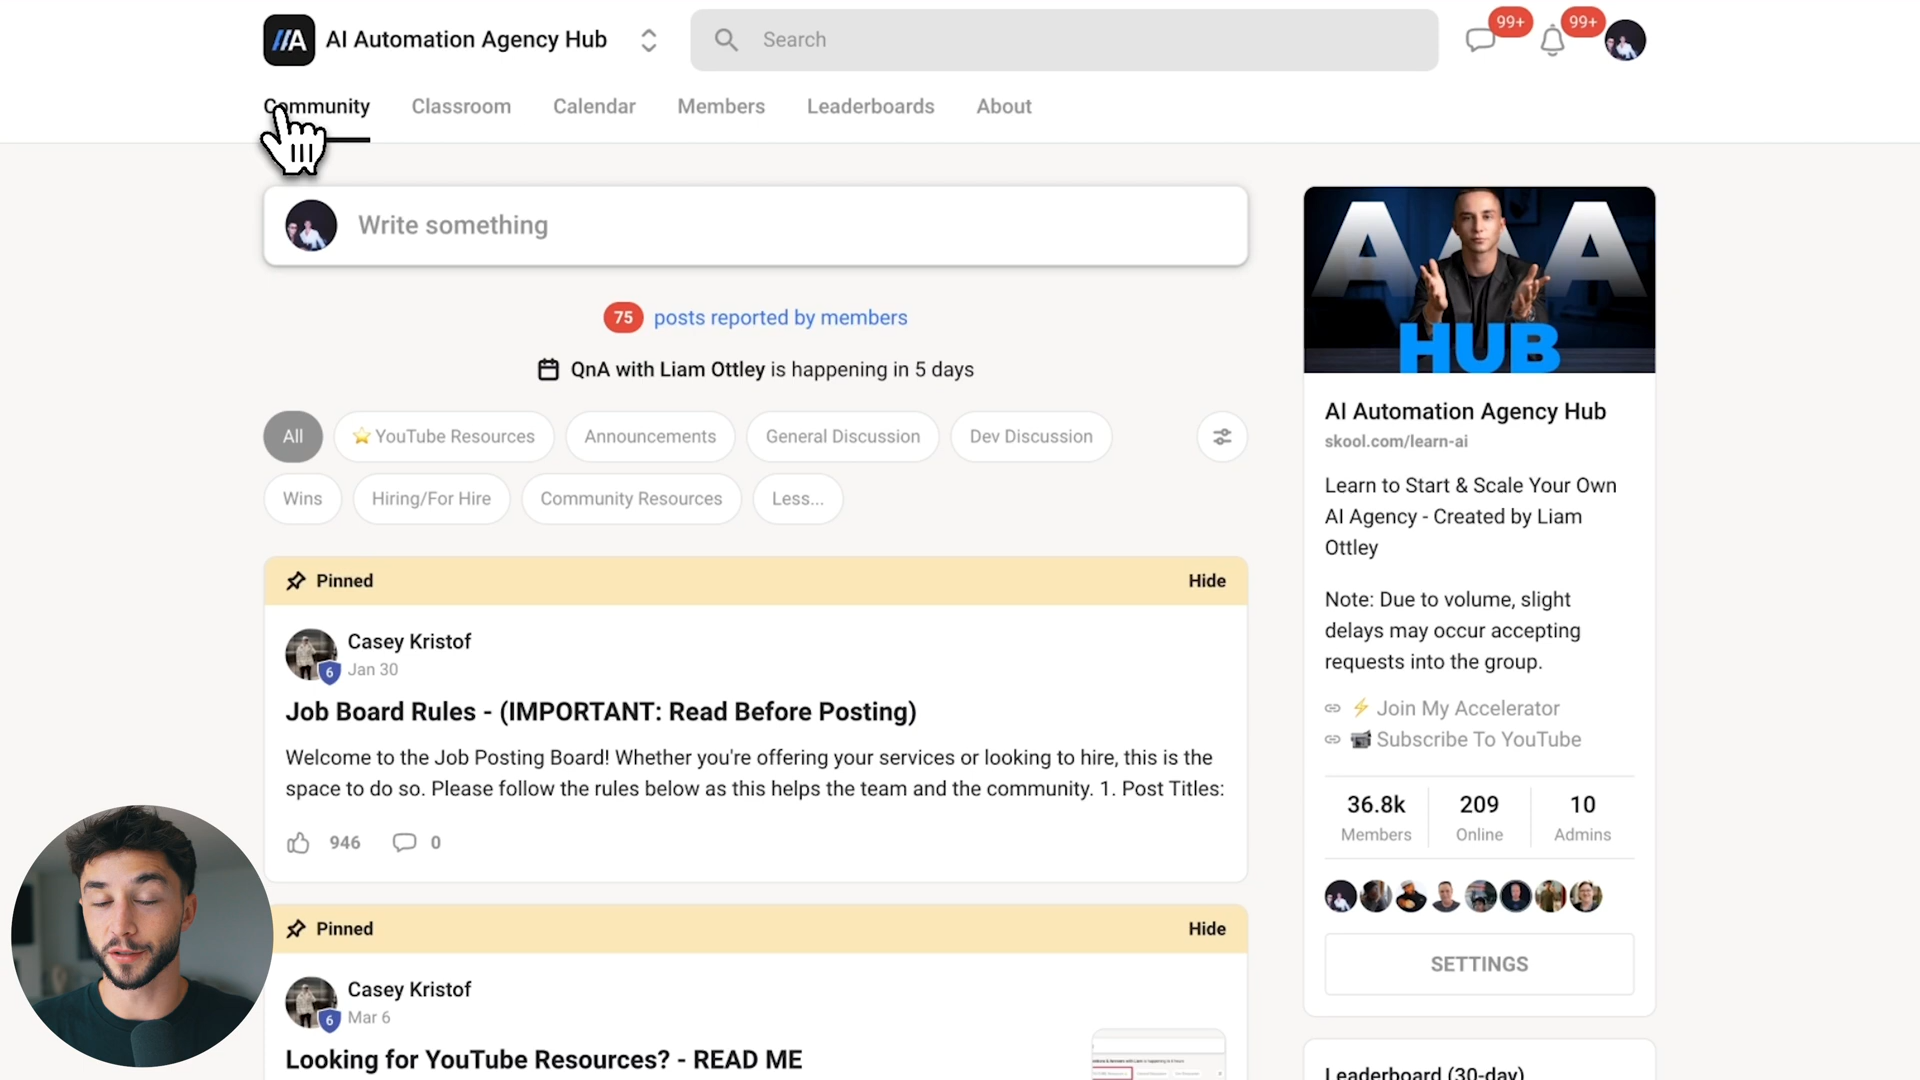 //A AI Automation Agency Hub
Search
99+
99+
Community Classroom Calendar Members Leaderboards About
Write something
75 posts reported by members
QnA with Liam Ottley is happening in 5 days
All
YouTube Resources
Announcements
General Discussion
Dev Discussion
Wins
Hiring/For Hire
Community Resources
Less...
Pinned
Hide
Casey Kristof
6
Jan 30
Job Board Rules - (IMPORTANT: Read Before Posting)
Welcome to the Job Posting Board! Whether you're offering your services or looking to hire, this is the
space to do so. Please follow the rules below as this helps the team and the community. 1. Post Titles:
946
0
Pinned
Hide
Casey Kristof
6
Mar 6
Looking for YouTube Resources? - READ ME
AAA
HUB
AI Automation Agency Hub
skool.com/learn-ai
Learn to Start & Scale Your Own
AI Agency - Created by Liam
Ottley
Note: Due to volume, slight
delays may occur accepting
requests into the group.
Join My Accelerator
Subscribe To YouTube
36.8k
Members
209
Online
10
Admins
SETTINGS
Leaderboard (30-day)